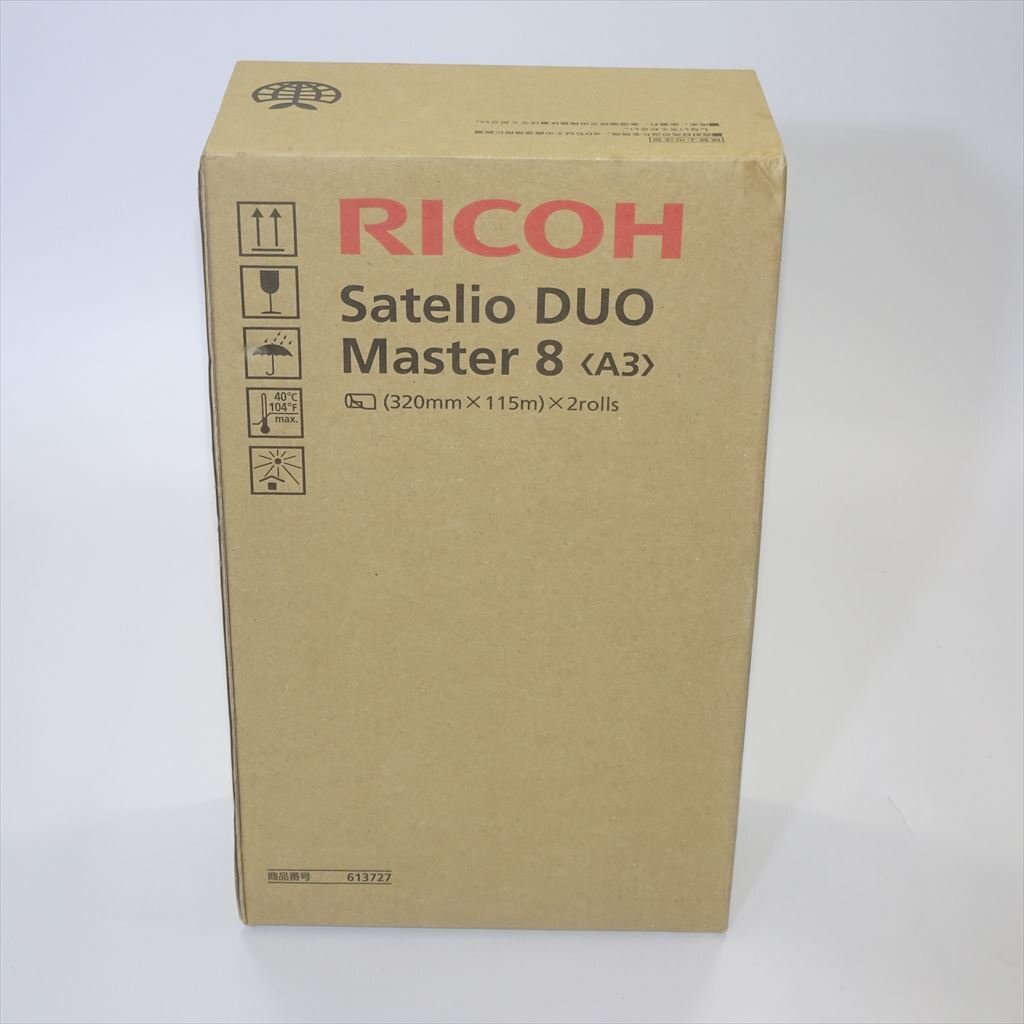 RICOH
Satelio DUO
Master 8 〈A3〉
(320mm×115m)×2rolls
40°C
104°F
max.
商品番号 613727